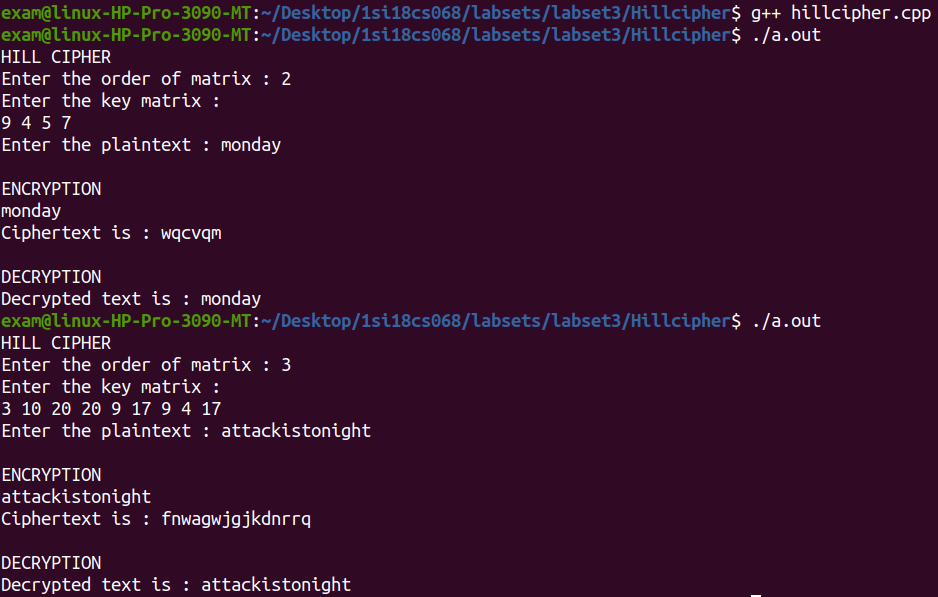 exam@linux-HP-Pro-3090-MT:~/Desktop/1si18cs068/labsets/labset3/Hillcipher$ g++ hillcipher.cpp
exam@linux-HP-Pro-3090-MT:~/Desktop/1si18cs068/labsets/labset3/Hillcipher$ ./a.out
HILL CIPHER
Enter the order of matrix : 2
Enter the key matrix :
9 4 5 7
Enter the plaintext : monday
ENCRYPTION
monday
Ciphertext is : wqcvqm
DECRYPTION
Decrypted text is : monday
exam@linux-HP-Pro-3090-MT:~/Desktop/1si18cs068/labsets/labset3/Hillcipher$ ./a.out
HILL CIPHER
Enter the order of matrix : 3
Enter the key matrix :
3 10 20 20 9 17 9 4 17
Enter the plaintext : attackistonight
ENCRYPTION
attackistonight
Ciphertext is : fnwagwjgjkdnrrq
DECRYPTION
Decrypted text is : attackistonight